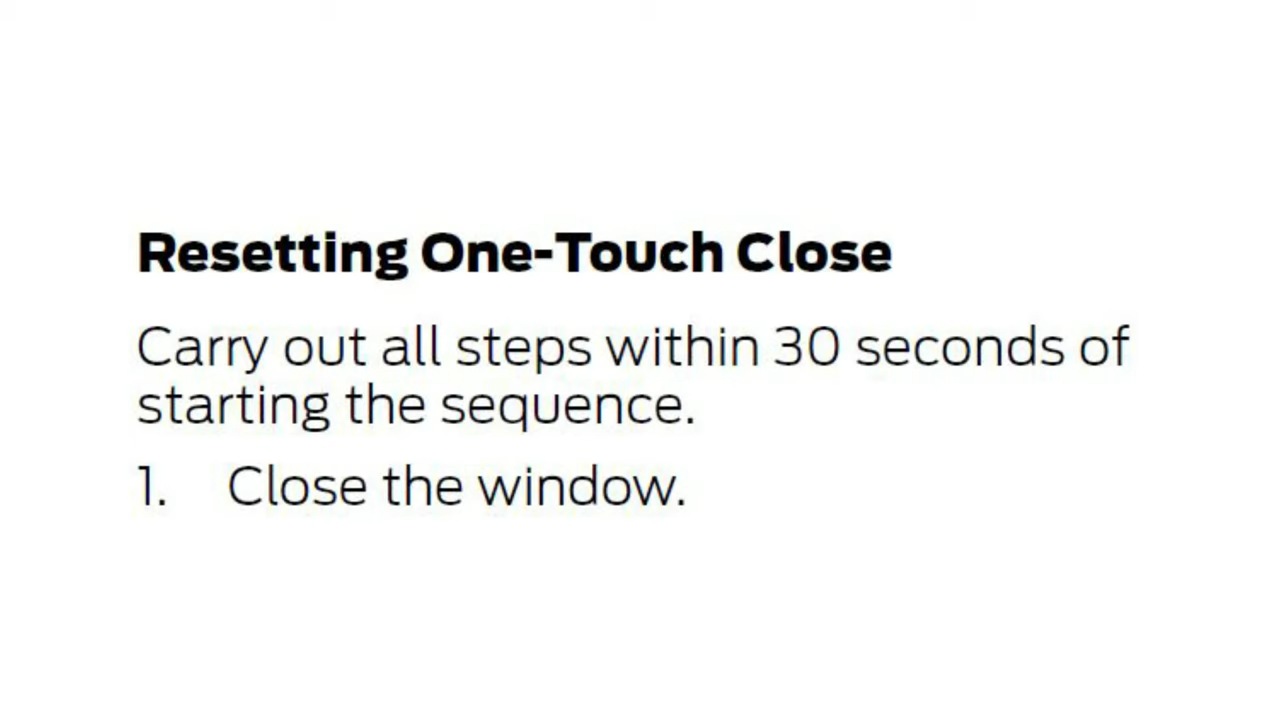 Resetting One-Touch Close
Carry out all steps within 30 seconds of
starting the sequence.
1. Close the window.